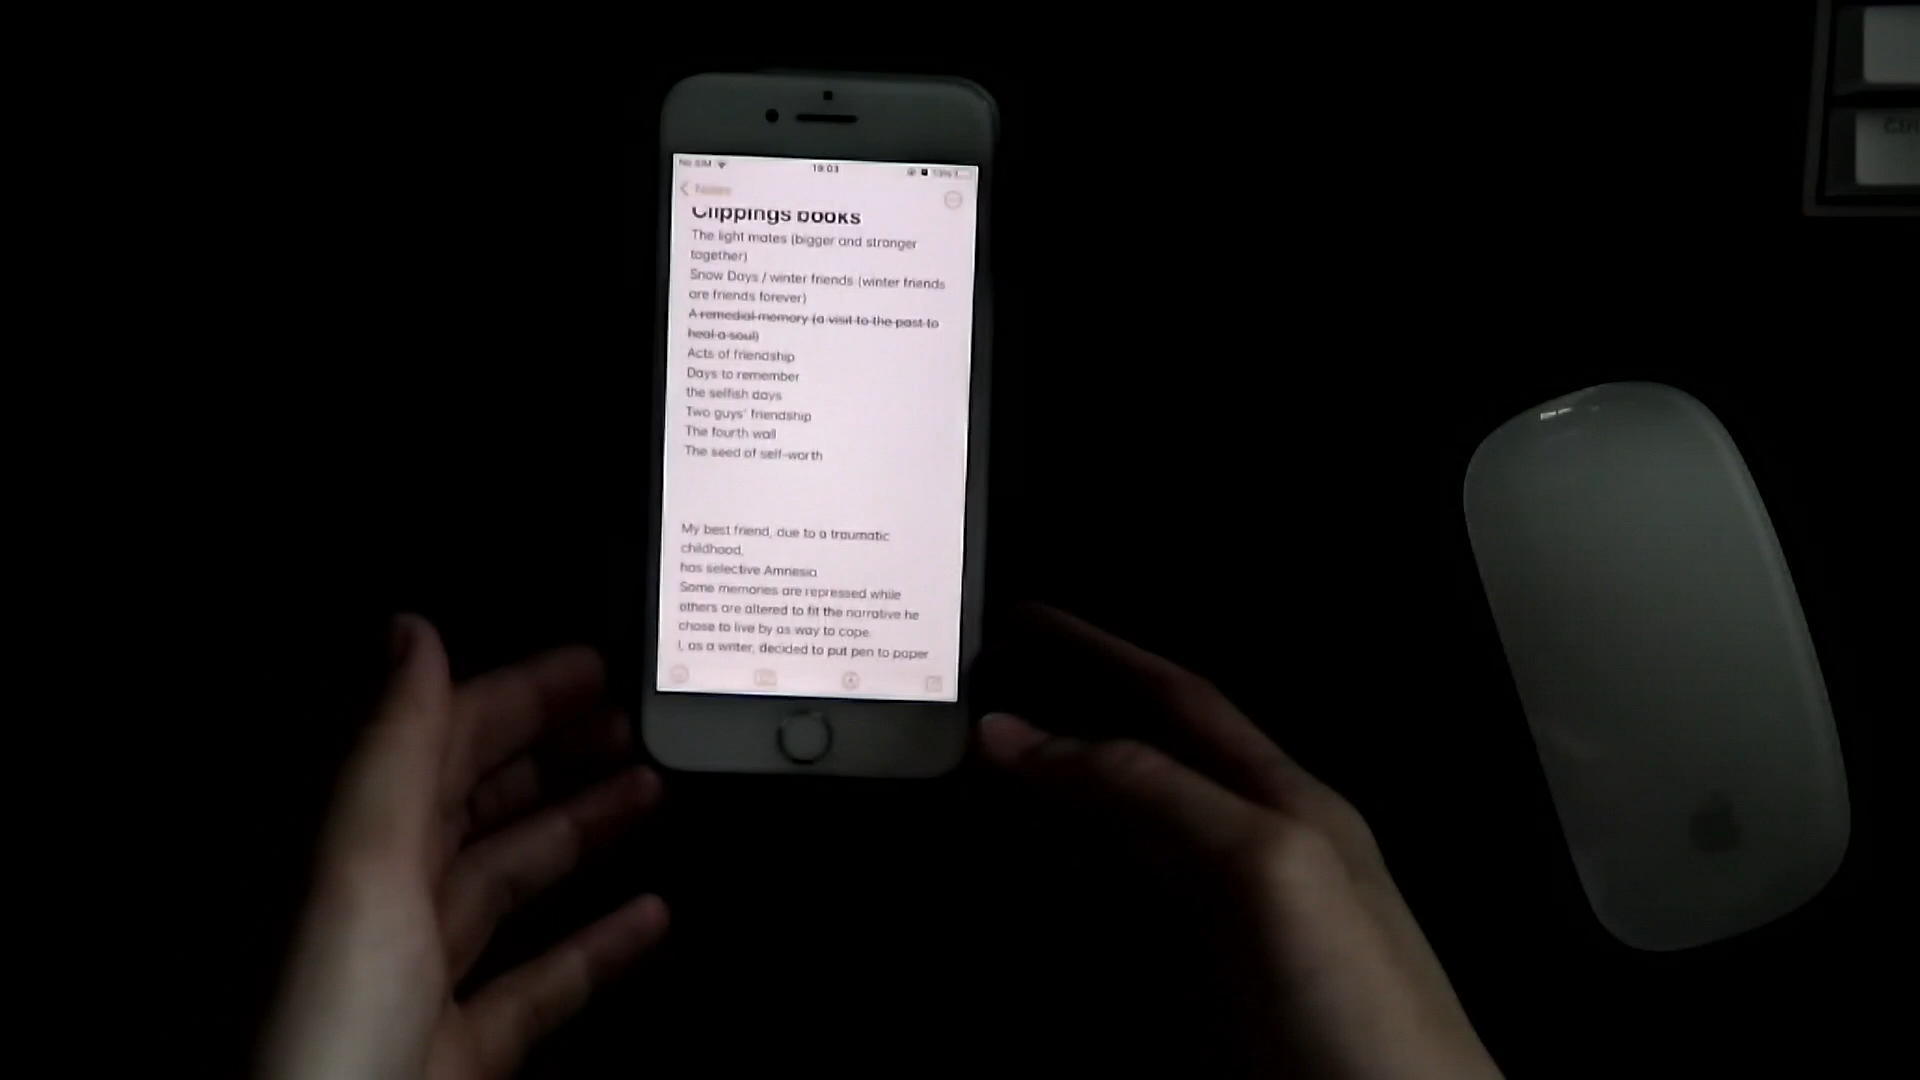 No SIM
19:03
Notes
Clippings books
The light mates (bigger and stronger
together)
Snow Days / winter friends (winter friends
are friends forever)
A remedial memory (a visit to the past to
heal a soul)
Acts of friendship
Days to remember
the selfish days
Two guys' friendship
The fourth wall
The seed of self-worth
My best friend, due to a traumatic
childhood,
has selective Amnesia
Some memories are repressed while
others are altered to fit the narrative he
chose to live by as way to cope.
I, as a writer, decided to put pen to paper